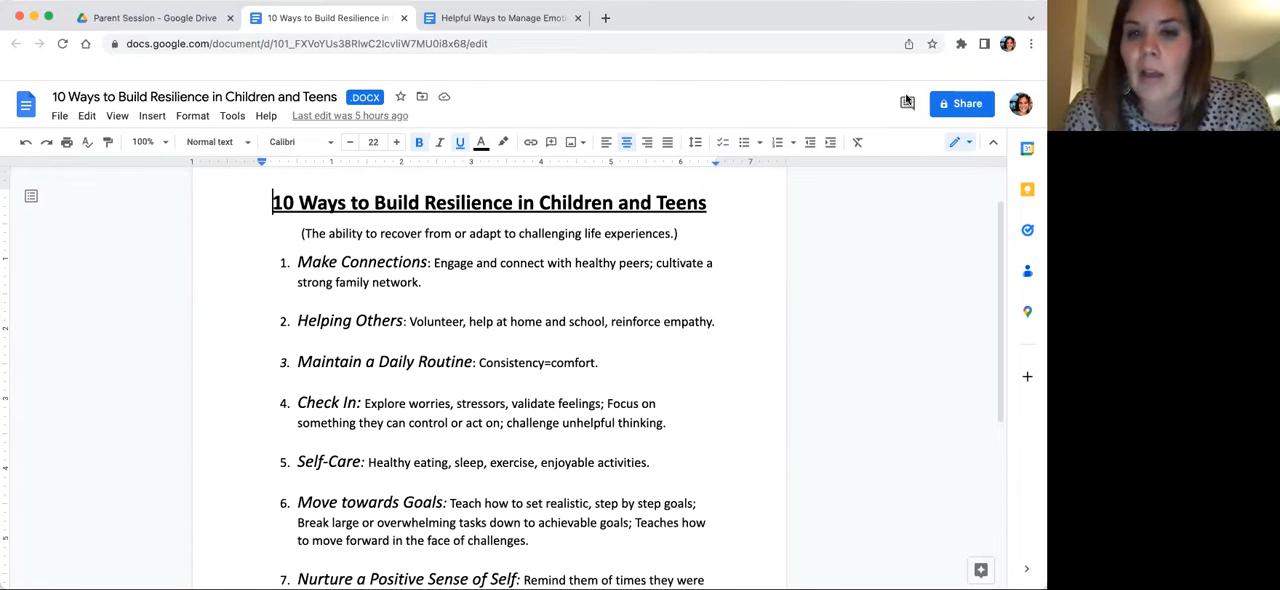 Parent Session - Google Drive
10 Ways to Build Resilience in
Helpful Ways to Manage Emoti
docs.google.com/document/d/101_FXVoYUs38RlwC2lcvIiW7MU0i8x68/edit
10 Ways to Build Resilience in Children and Teens .DOCX
File Edit View Insert Format Tools Help Last edit was 5 hours ago
Share
100% Normal text Calibri 22 B I U A
1 1 2 3 4 5 6 7
10 Ways to Build Resilience in Children and Teens
(The ability to recover from or adapt to challenging life experiences.)
1. Make Connections: Engage and connect with healthy peers; cultivate a
strong family network.
2. Helping Others: Volunteer, help at home and school, reinforce empathy.
3. Maintain a Daily Routine: Consistency=comfort.
4. Check In: Explore worries, stressors, validate feelings; Focus on
something they can control or act on; challenge unhelpful thinking.
5. Self-Care: Healthy eating, sleep, exercise, enjoyable activities.
6. Move towards Goals: Teach how to set realistic, step by step goals;
Break large or overwhelming tasks down to achievable goals; Teaches how
to move forward in the face of challenges.
7. Nurture a Positive Sense of Self: Remind them of times they were